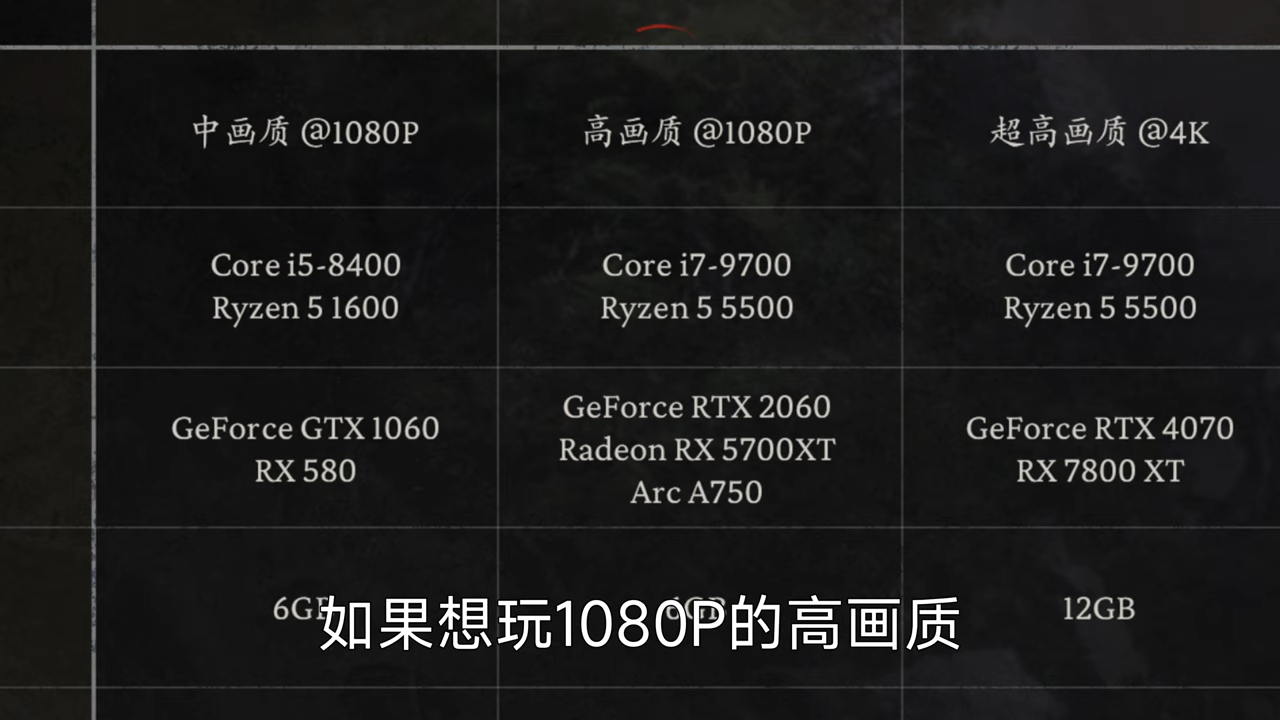 中画质 @1080P
高画质 @1080P
超高画质 @4K
Core i5-8400
Ryzen 5 1600
Core i7-9700
Ryzen 5 5500
Core i7-9700
Ryzen 5 5500
GeForce GTX 1060
RX 580
GeForce RTX 2060
Radeon RX 5700XT
Arc A750
GeForce RTX 4070
RX 7800 XT
6GB
6GB
12GB
如果想玩1080P的高画质